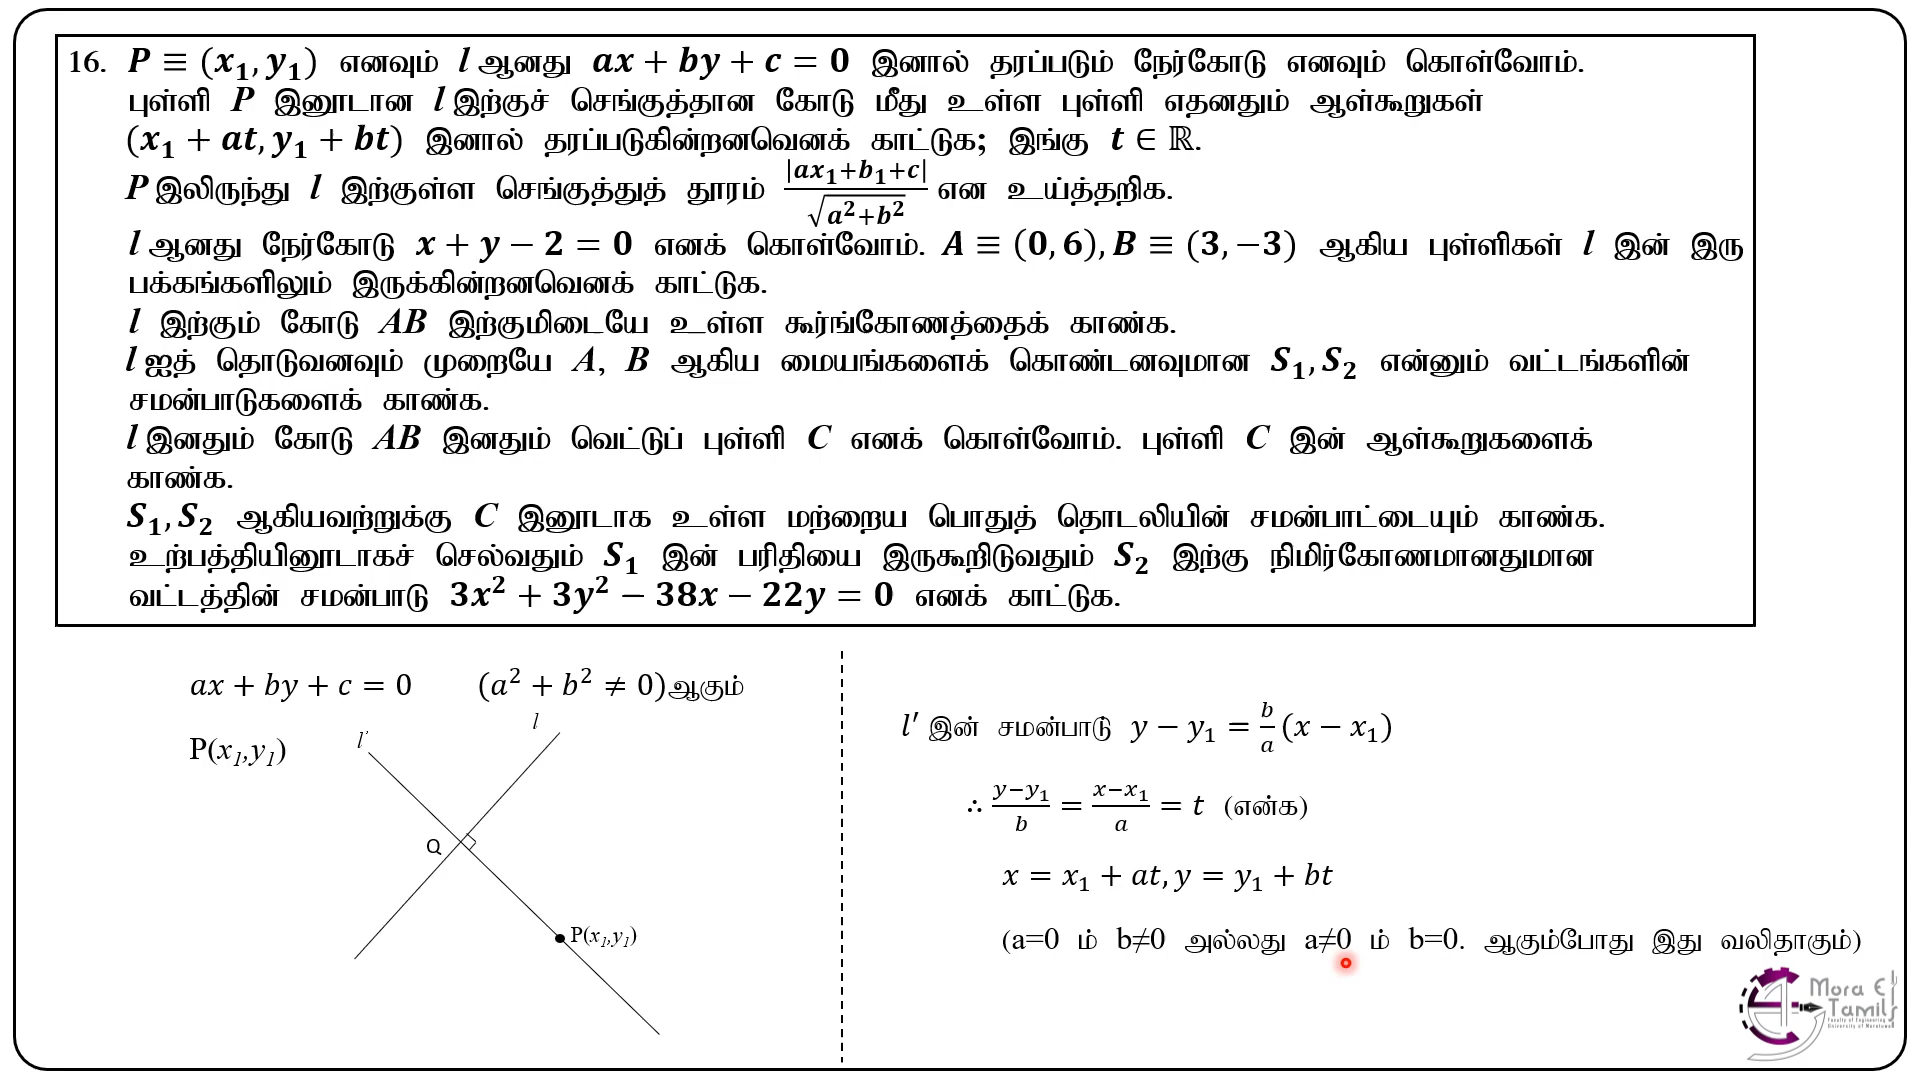 16. P ≡ (x₁, y₁) எனவும் l ஆனது ax + by + c = 0 இனால் தரப்படும் நேர்கோடு எனவும் கொள்வோம்.
புள்ளி P இனூடான l இற்குச் செங்குத்தான கோடு மீது உள்ள புள்ளி எதனதும் ஆள்கூறுகள்
(x₁ + at, y₁ + bt) இனால் தரப்படுகின்றனவெனக் காட்டுக; இங்கு t ∈ ℝ.
P இலிருந்து l இற்குள்ள செங்குத்துத் தூரம் |ax₁+b₁+c| / √(a²+b²) என உய்த்தறிக.
l ஆனது நேர்கோடு x + y − 2 = 0 எனக் கொள்வோம். A ≡ (0, 6), B ≡ (3, −3) ஆகிய புள்ளிகள் l இன் இரு
பக்கங்களிலும் இருக்கின்றனவெனக் காட்டுக.
l இற்கும் கோடு AB இற்குமிடையே உள்ள கூர்ங்கோணத்தைக் காண்க.
l ஐத் தொடுவனவும் முறையே A, B ஆகிய மையங்களைக் கொண்டனவுமான S₁, S₂ என்னும் வட்டங்களின்
சமன்பாடுகளைக் காண்க.
l இனதும் கோடு AB இனதும் வெட்டுப் புள்ளி C எனக் கொள்வோம். புள்ளி C இன் ஆள்கூறுகளைக்
காண்க.
S₁, S₂ ஆகியவற்றுக்கு C இனூடாக உள்ள மற்றைய பொதுத் தொடலியின் சமன்பாட்டையும் காண்க.
உற்பத்தியினூடாகச் செல்வதும் S₁ இன் பரிதியை இருகூறிடுவதும் S₂ இற்கு நிமிர்கோணமானதுமான
வட்டத்தின் சமன்பாடு 3x² + 3y² − 38x − 22y = 0 எனக் காட்டுக.
ax + by + c = 0 (a² + b² ≠ 0)ஆகும்
P(x₁,y₁)
l'
l
Q
P(x₁,y₁)
l′ இன் சமன்பாடு y − y₁ = b/a (x − x₁)
∴ (y−y₁)/b = (x−x₁)/a = t (என்க)
x = x₁ + at, y = y₁ + bt
(a=0 ம் b≠0 அல்லது a≠0 ம் b=0. ஆகும்போது இது வலிதாகும்)
Mora E
Tamils
Faculty of Engineering
University of Moratuwa